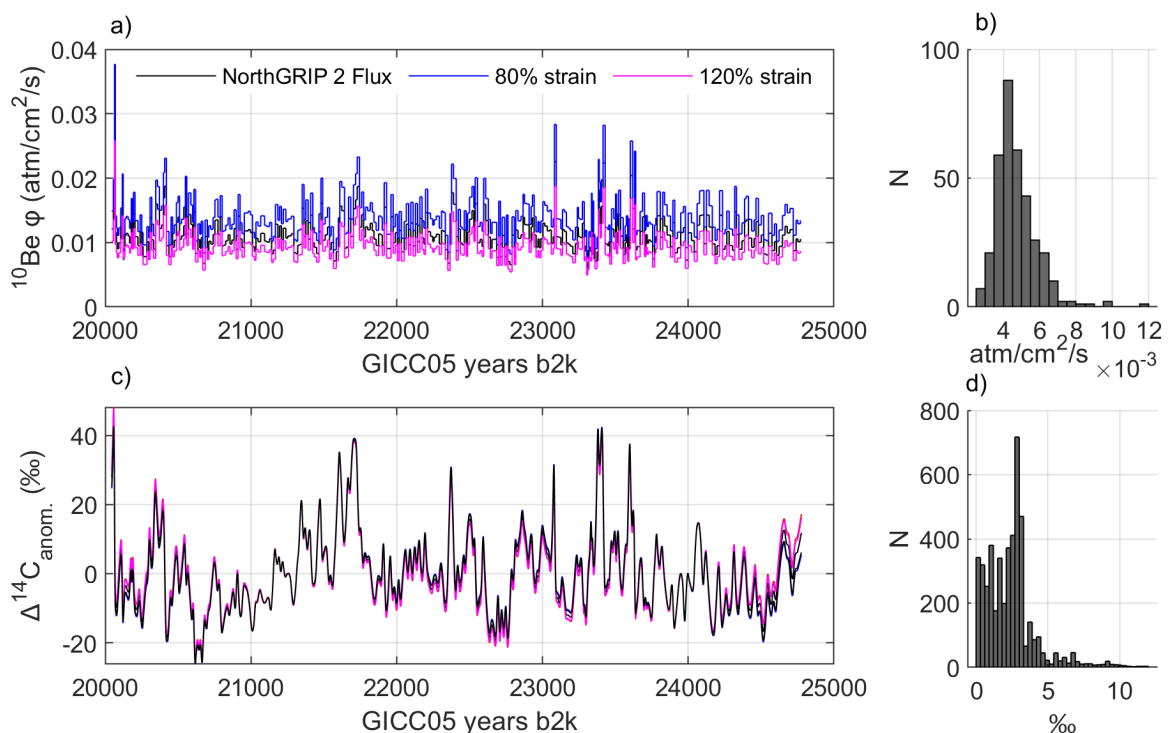 a)
0.04
0.03
0.02
0.01
0
¹⁰Be φ (atm/cm²/s)
NorthGRIP 2 Flux
80% strain
120% strain
20000 21000 22000 23000 24000 25000
GICC05 years b2k
b)
100
50
0
N
4 6 8 10 12
atm/cm²/s
×10⁻³
c)
40
20
0
-20
Δ¹⁴C anom. (‰)
20000 21000 22000 23000 24000 25000
GICC05 years b2k
d)
800
600
400
200
0
N
0 5 10
‰